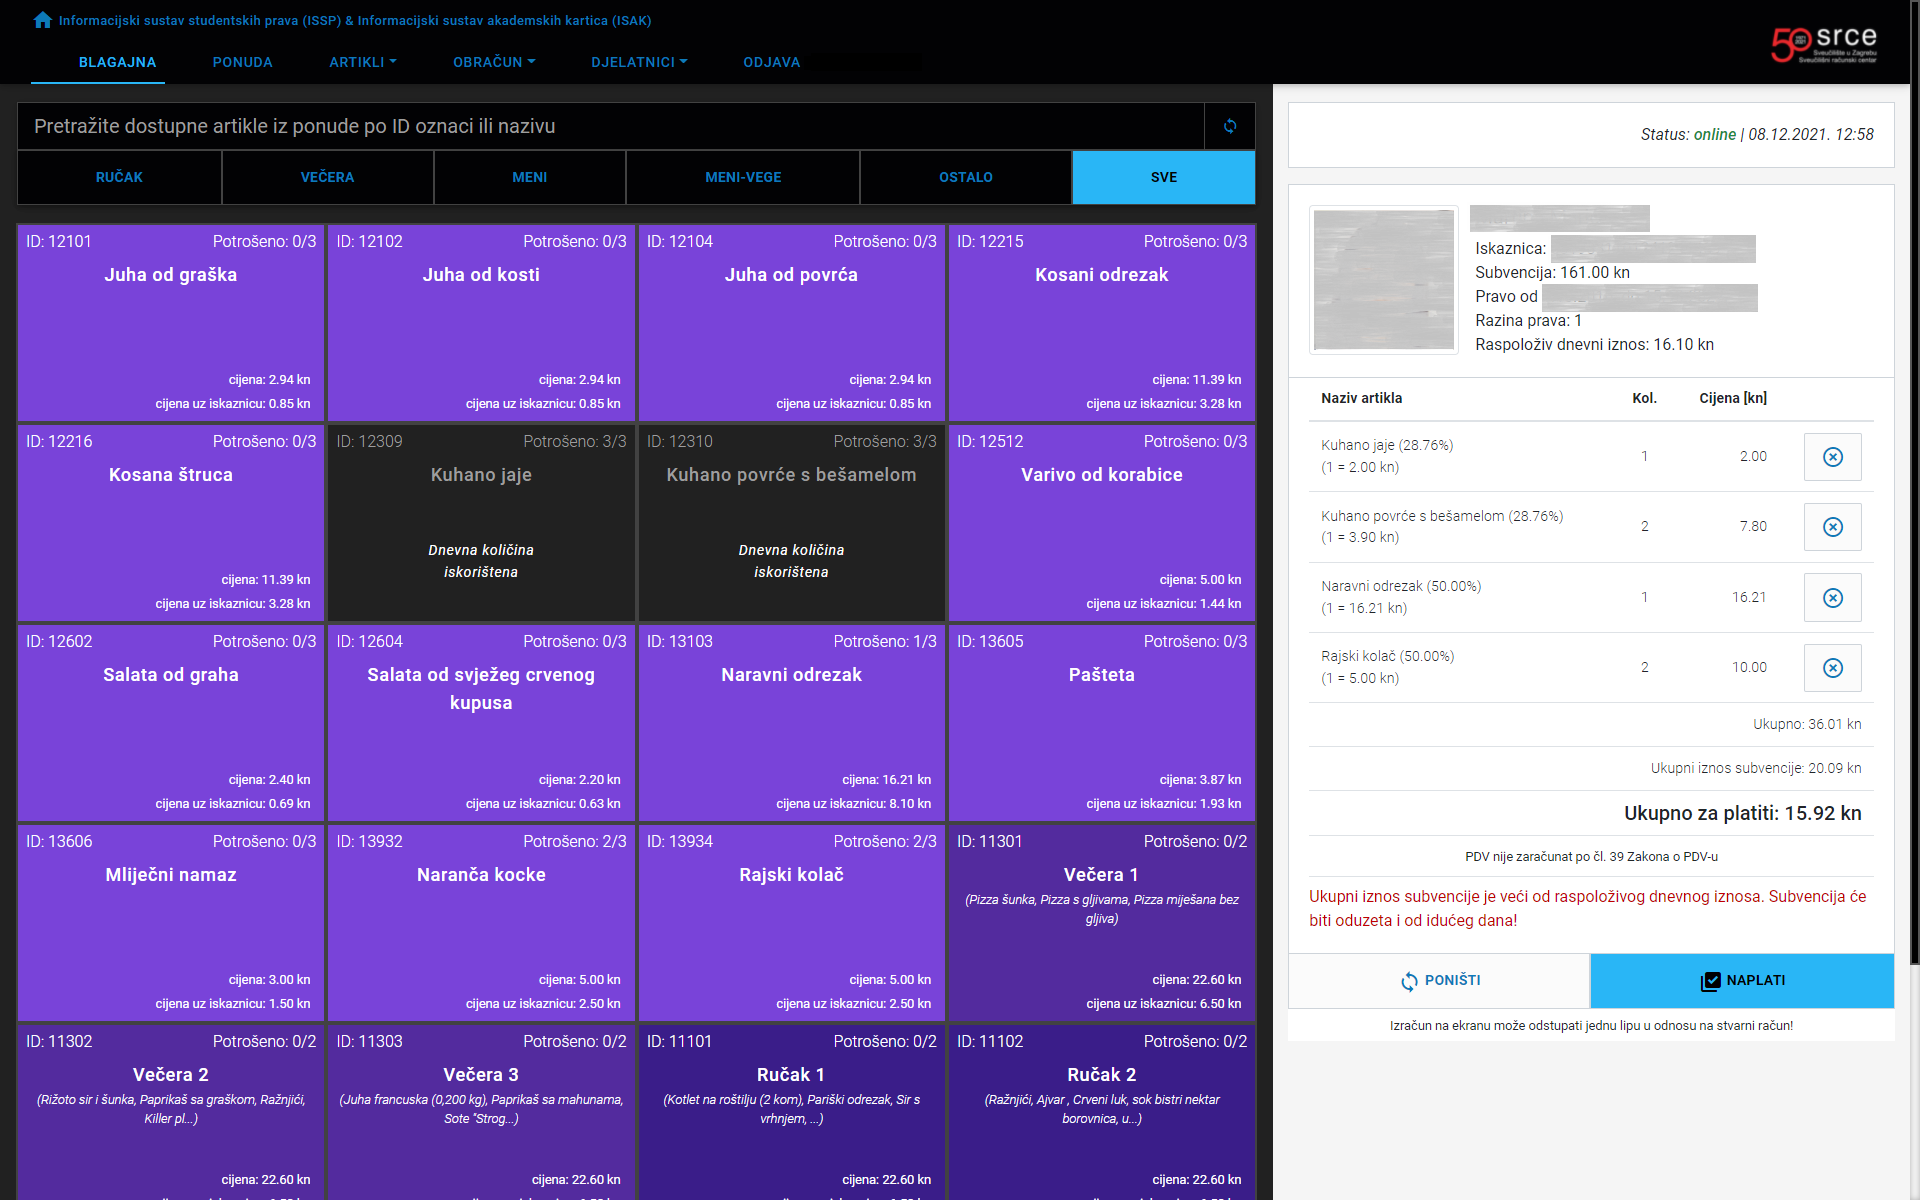 Informacijski sustav studentskih prava (ISSP) & Informacijski sustav akademskih kartica (ISAK)
BLAGAJNA PONUDA ARTIKLI OBRAČUN DJELATNICI ODJAVA
50 srce
Sveučilište u Zagrebu
Sveučilišni računski centar
Pretražite dostupne artikle iz ponude po ID oznaci ili nazivu
RUČAK VEČERA MENI MENI-VEGE OSTALO SVE
ID: 12101 Potrošeno: 0/3
Juha od graška
cijena: 2.94 kn
cijena uz iskaznicu: 0.85 kn
ID: 12102 Potrošeno: 0/3
Juha od kosti
cijena: 2.94 kn
cijena uz iskaznicu: 0.85 kn
ID: 12104 Potrošeno: 0/3
Juha od povrća
cijena: 2.94 kn
cijena uz iskaznicu: 0.85 kn
ID: 12215 Potrošeno: 0/3
Kosani odrezak
cijena: 11.39 kn
cijena uz iskaznicu: 3.28 kn
ID: 12216 Potrošeno: 0/3
Kosana štruca
cijena: 11.39 kn
cijena uz iskaznicu: 3.28 kn
ID: 12309 Potrošeno: 3/3
Kuhano jaje
Dnevna količina
iskorištena
ID: 12310 Potrošeno: 3/3
Kuhano povrće s bešamelom
Dnevna količina
iskorištena
ID: 12512 Potrošeno: 0/3
Varivo od korabice
cijena: 5.00 kn
cijena uz iskaznicu: 1.44 kn
ID: 12602 Potrošeno: 0/3
Salata od graha
cijena: 2.40 kn
cijena uz iskaznicu: 0.69 kn
ID: 12604 Potrošeno: 0/3
Salata od svježeg crvenog
kupusa
cijena: 2.20 kn
cijena uz iskaznicu: 0.63 kn
ID: 13103 Potrošeno: 1/3
Naravni odrezak
cijena: 16.21 kn
cijena uz iskaznicu: 8.10 kn
ID: 13605 Potrošeno: 0/3
Pašteta
cijena: 3.87 kn
cijena uz iskaznicu: 1.93 kn
ID: 13606 Potrošeno: 0/3
Mliječni namaz
cijena: 3.00 kn
cijena uz iskaznicu: 1.50 kn
ID: 13932 Potrošeno: 2/3
Naranča kocke
cijena: 5.00 kn
cijena uz iskaznicu: 2.50 kn
ID: 13934 Potrošeno: 2/3
Rajski kolač
cijena: 5.00 kn
cijena uz iskaznicu: 2.50 kn
ID: 11301 Potrošeno: 0/2
Večera 1
(Pizza šunka, Pizza s gljivama, Pizza miješana bez
gljiva)
cijena: 22.60 kn
cijena uz iskaznicu: 6.50 kn
ID: 11302 Potrošeno: 0/2
Večera 2
(Rižoto sir i šunka, Paprikaš sa graškom, Ražnjići,
Killer pl...)
cijena: 22.60 kn
ID: 11303 Potrošeno: 0/2
Večera 3
(Juha francuska (0,200 kg), Paprikaš sa mahunama,
Sote "Strog...)
cijena: 22.60 kn
ID: 11101 Potrošeno: 0/2
Ručak 1
(Kotlet na roštilju (2 kom), Pariški odrezak, Sir s
vrhnjem, ...)
cijena: 22.60 kn
ID: 11102 Potrošeno: 0/2
Ručak 2
(Ražnjići, Ajvar , Crveni luk, sok bistri nektar
borovnica, u...)
cijena: 22.60 kn
Status: online | 08.12.2021. 12:58
Iskaznica:
Subvencija: 161.00 kn
Pravo od
Razina prava: 1
Raspoloživ dnevni iznos: 16.10 kn
Naziv artikla Kol. Cijena [kn]
Kuhano jaje (28.76%)
(1 = 2.00 kn) 1 2.00
Kuhano povrće s bešamelom (28.76%)
(1 = 3.90 kn) 2 7.80
Naravni odrezak (50.00%)
(1 = 16.21 kn) 1 16.21
Rajski kolač (50.00%)
(1 = 5.00 kn) 2 10.00
Ukupno: 36.01 kn
Ukupni iznos subvencije: 20.09 kn
Ukupno za platiti: 15.92 kn
PDV nije zaračunat po čl. 39 Zakona o PDV-u
Ukupni iznos subvencije je veći od raspoloživog dnevnog iznosa. Subvencija će
biti oduzeta i od idućeg dana!
PONIŠTI NAPLATI
Izračun na ekranu može odstupati jednu lipu u odnosu na stvarni račun!